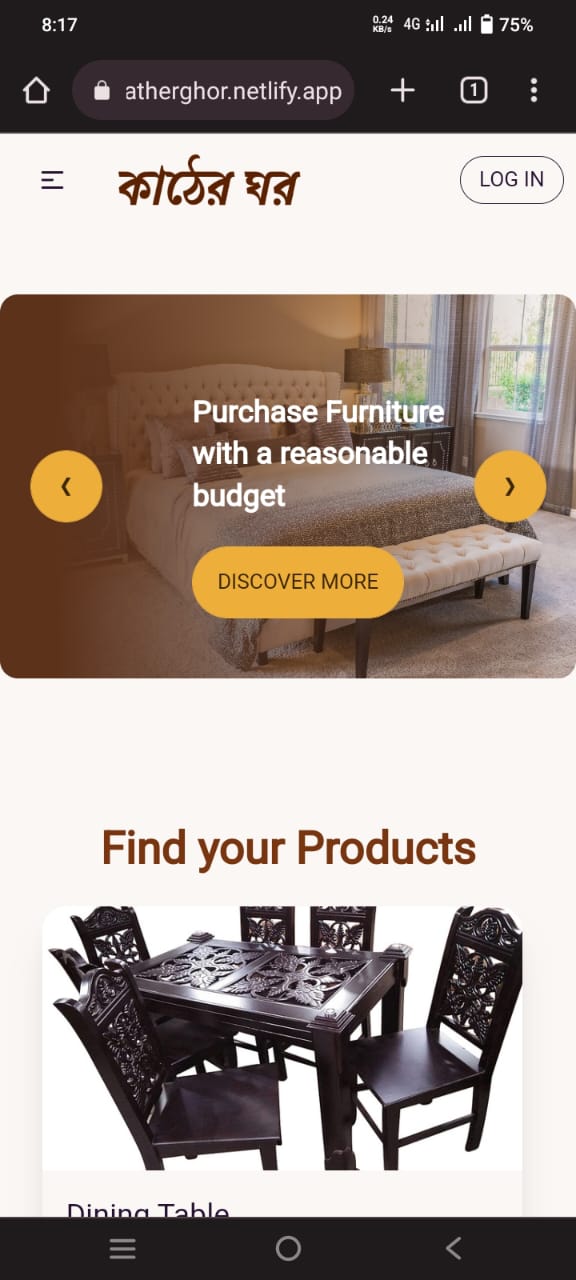 8:17
0.24 KB/s 4G 75%
atherghor.netlify.app
1
কাঠের ঘর
LOG IN
Purchase Furniture
with a reasonable
budget
DISCOVER MORE
Find your Products
Dining Table